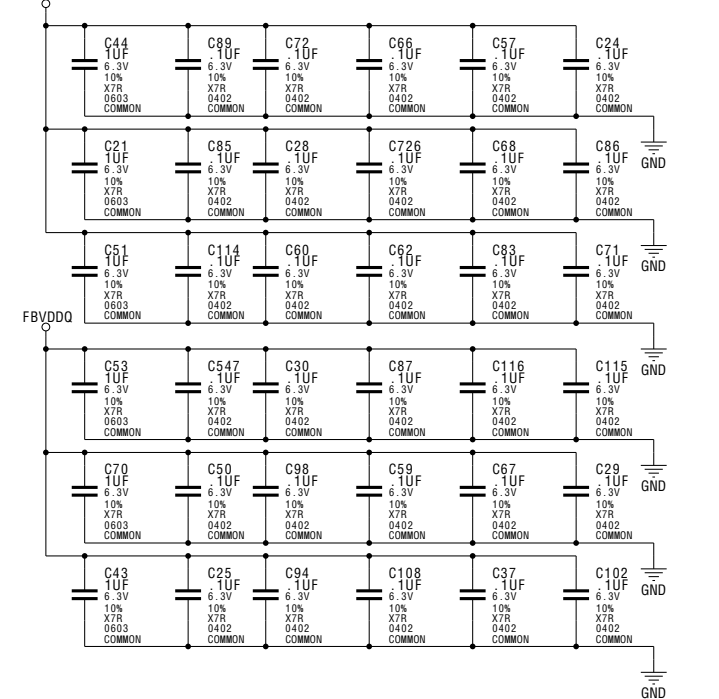 C44 C89 C72 C66 C57 C24
1UF .1UF .1UF .1UF .1UF .1UF
6.3V 6.3V 6.3V 6.3V 6.3V 6.3V
10% 10% 10% 10% 10% 10%
X7R X7R X7R X7R X7R X7R
0603 0402 0402 0402 0402 0402
COMMON COMMON COMMON COMMON COMMON COMMON
C21 C85 C28 C726 C68 C86
1UF .1UF .1UF .1UF .1UF .1UF GND
6.3V 6.3V 6.3V 6.3V 6.3V 6.3V
10% 10% 10% 10% 10% 10%
X7R X7R X7R X7R X7R X7R
0603 0402 0402 0402 0402 0402
COMMON COMMON COMMON COMMON COMMON COMMON
C51 C114 C60 C62 C83 C71
1UF .1UF .1UF .1UF .1UF .1UF GND
6.3V 6.3V 6.3V 6.3V 6.3V 6.3V
10% 10% 10% 10% 10% 10%
X7R X7R X7R X7R X7R X7R
0603 0402 0402 0402 0402 0402
FBVDDQ COMMON COMMON COMMON COMMON COMMON COMMON
C53 C547 C30 C87 C116 C115
1UF .1UF .1UF .1UF .1UF .1UF GND
6.3V 6.3V 6.3V 6.3V 6.3V 6.3V
10% 10% 10% 10% 10% 10%
X7R X7R X7R X7R X7R X7R
0603 0402 0402 0402 0402 0402
COMMON COMMON COMMON COMMON COMMON COMMON
C70 C50 C98 C59 C67 C29
1UF .1UF .1UF .1UF .1UF .1UF GND
6.3V 6.3V 6.3V 6.3V 6.3V 6.3V
10% 10% 10% 10% 10% 10%
X7R X7R X7R X7R X7R X7R
0603 0402 0402 0402 0402 0402
COMMON COMMON COMMON COMMON COMMON COMMON
C43 C25 C94 C108 C37 C102
1UF .1UF .1UF .1UF .1UF .1UF GND
6.3V 6.3V 6.3V 6.3V 6.3V 6.3V
10% 10% 10% 10% 10% 10%
X7R X7R X7R X7R X7R X7R
0603 0402 0402 0402 0402 0402
COMMON COMMON COMMON COMMON COMMON COMMON
GND